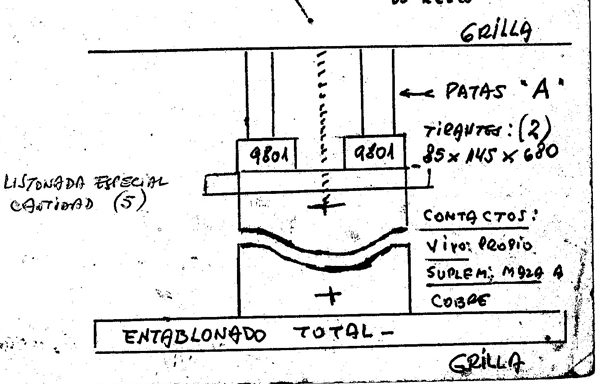 GRILLA
PATAS "A"
TIRANTES: (2)
85 x 145 x 680
9801 9801
LISTONADA ESPECIAL
CANTIDAD (5)
CONTACTOS:
VIVO: PROPIO
SUPLEM: MAZA A
COBRE
ENTABLONADO TOTAL -
GRILLA